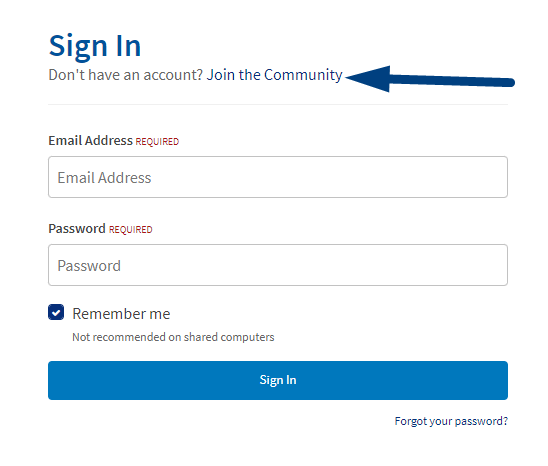 Sign In
Don't have an account? Join the Community
Email Address REQUIRED
Email Address
Password REQUIRED
Password
Remember me
Not recommended on shared computers
Sign In
Forgot your password?